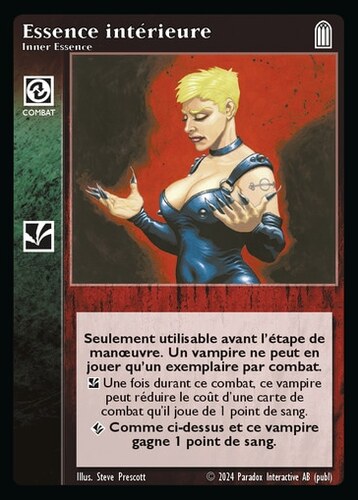 Essence intérieure
Inner Essence
COMBAT
Seulement utilisable avant l'étape de
manœuvre. Un vampire ne peut en
jouer qu'un exemplaire par combat.
Une fois durant ce combat, ce vampire
peut réduire le coût d'une carte de
combat qu'il joue de 1 point de sang.
Comme ci-dessus et ce vampire
gagne 1 point de sang.
Illus. Steve Prescott © 2024 Paradox Interactive AB (publ)